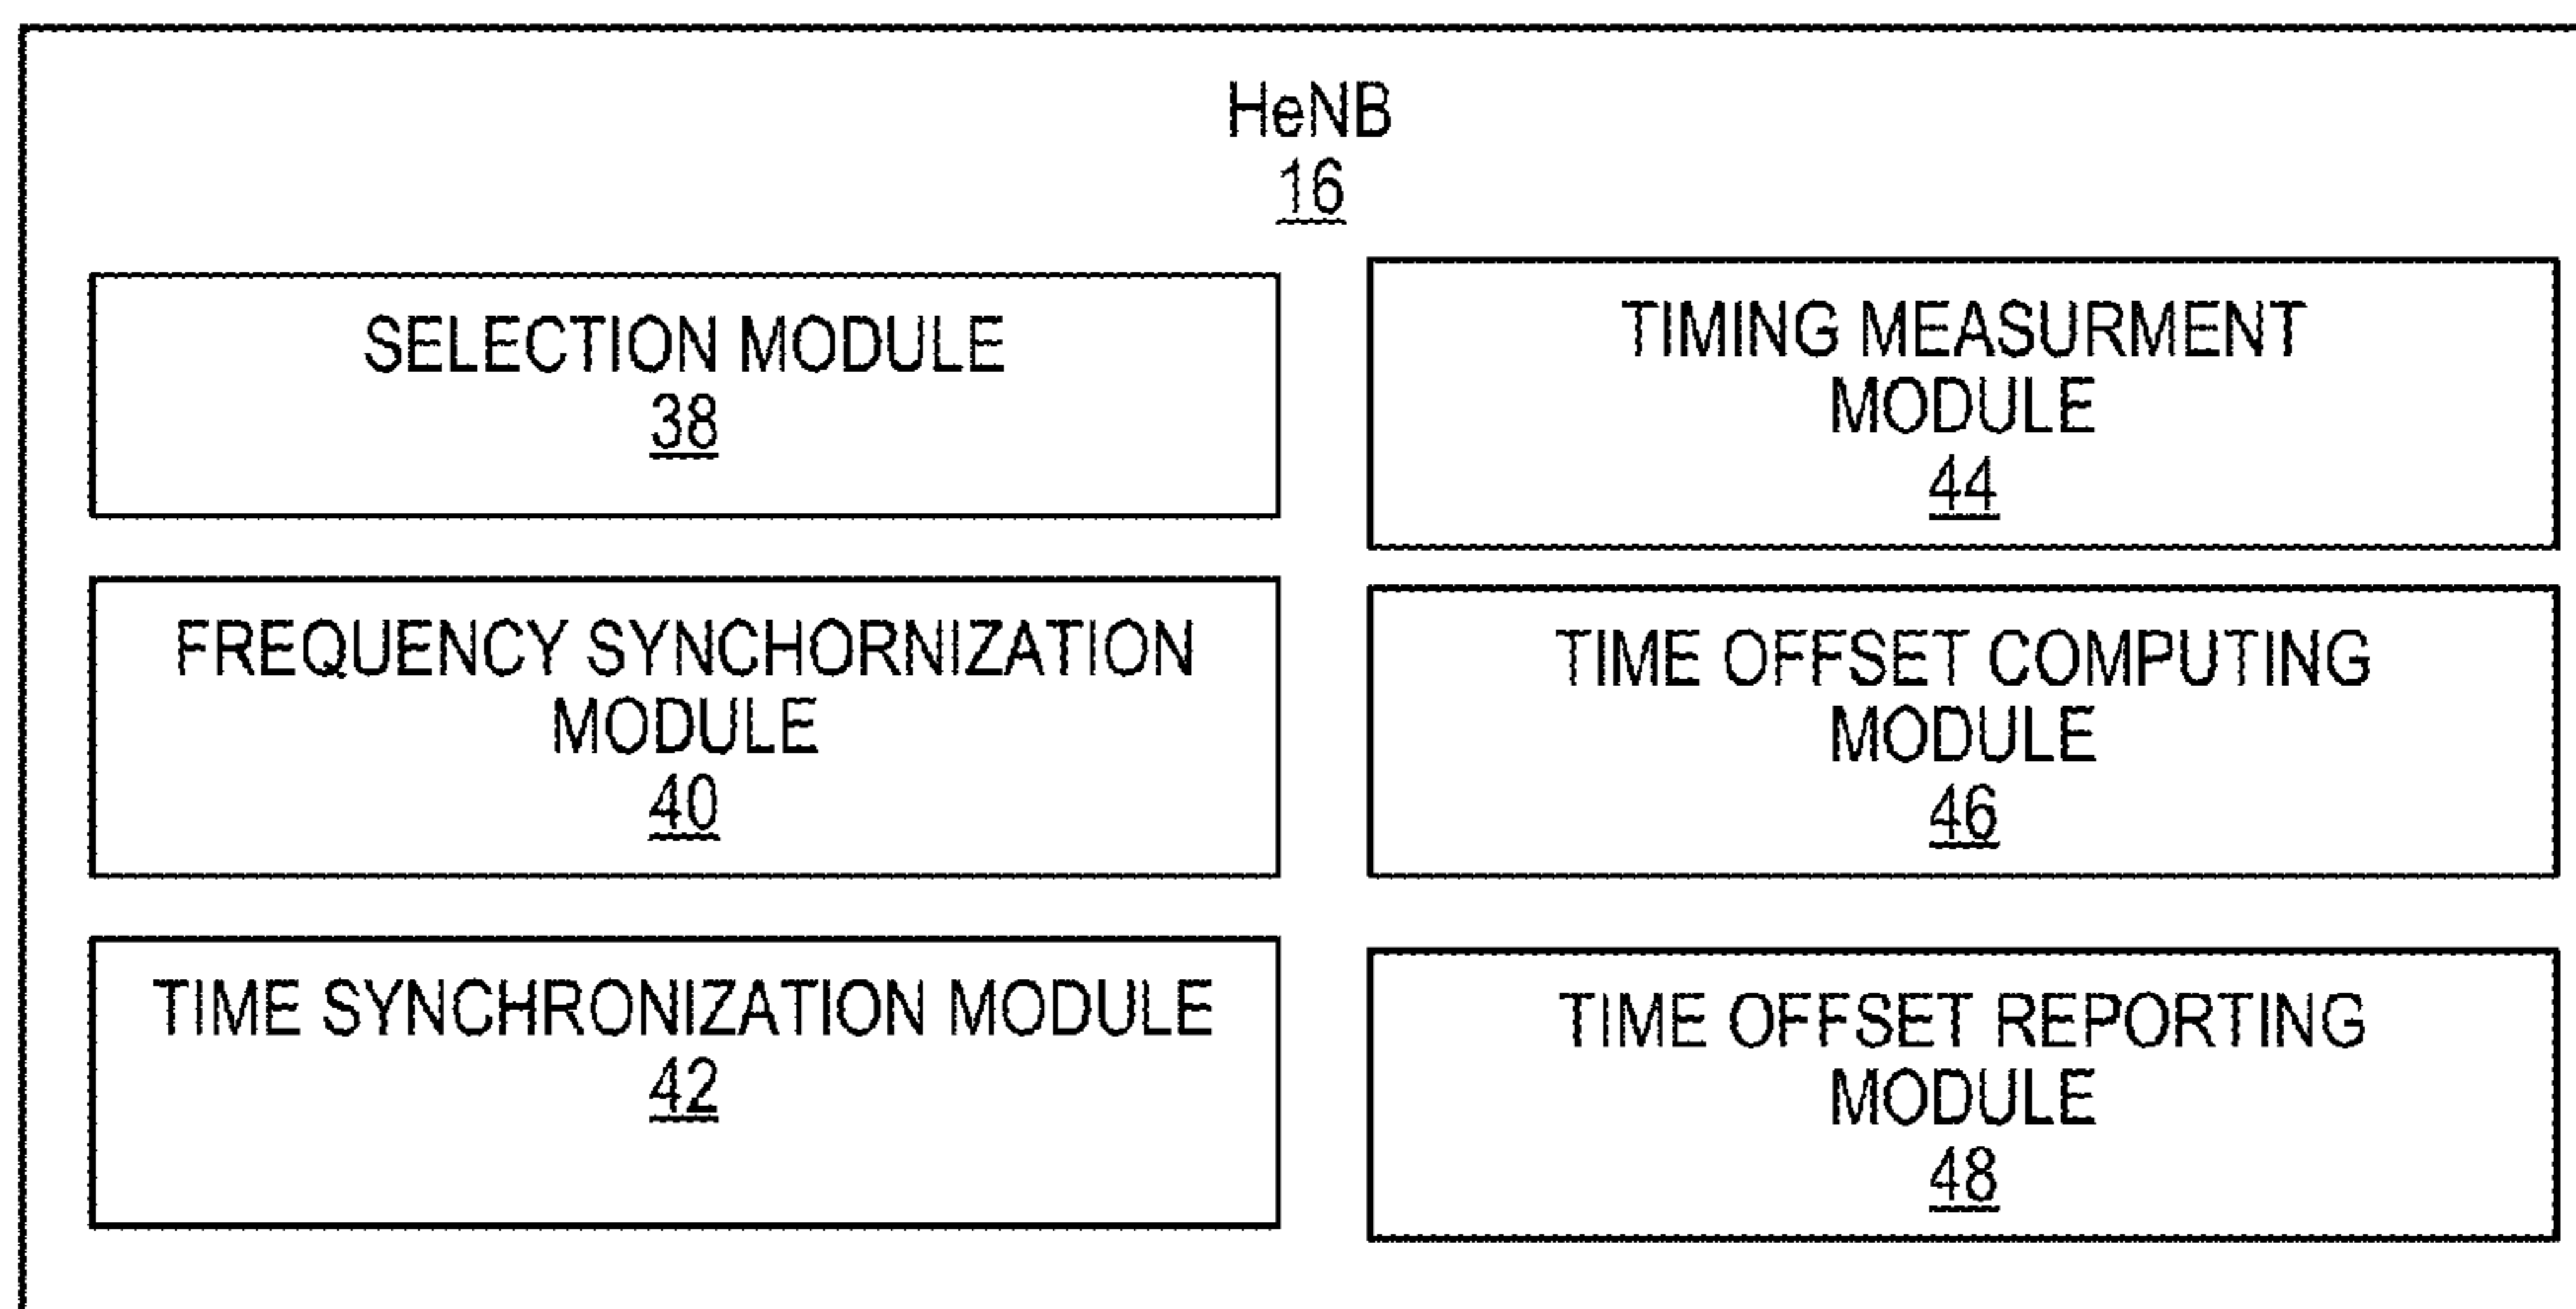 HeNB
16
SELECTION MODULE
38
FREQUENCY SYNCHORNIZATION
MODULE
40
TIME SYNCHRONIZATION MODULE
42
TIMING MEASURMENT
MODULE
44
TIME OFFSET COMPUTING
MODULE
46
TIME OFFSET REPORTING
MODULE
48